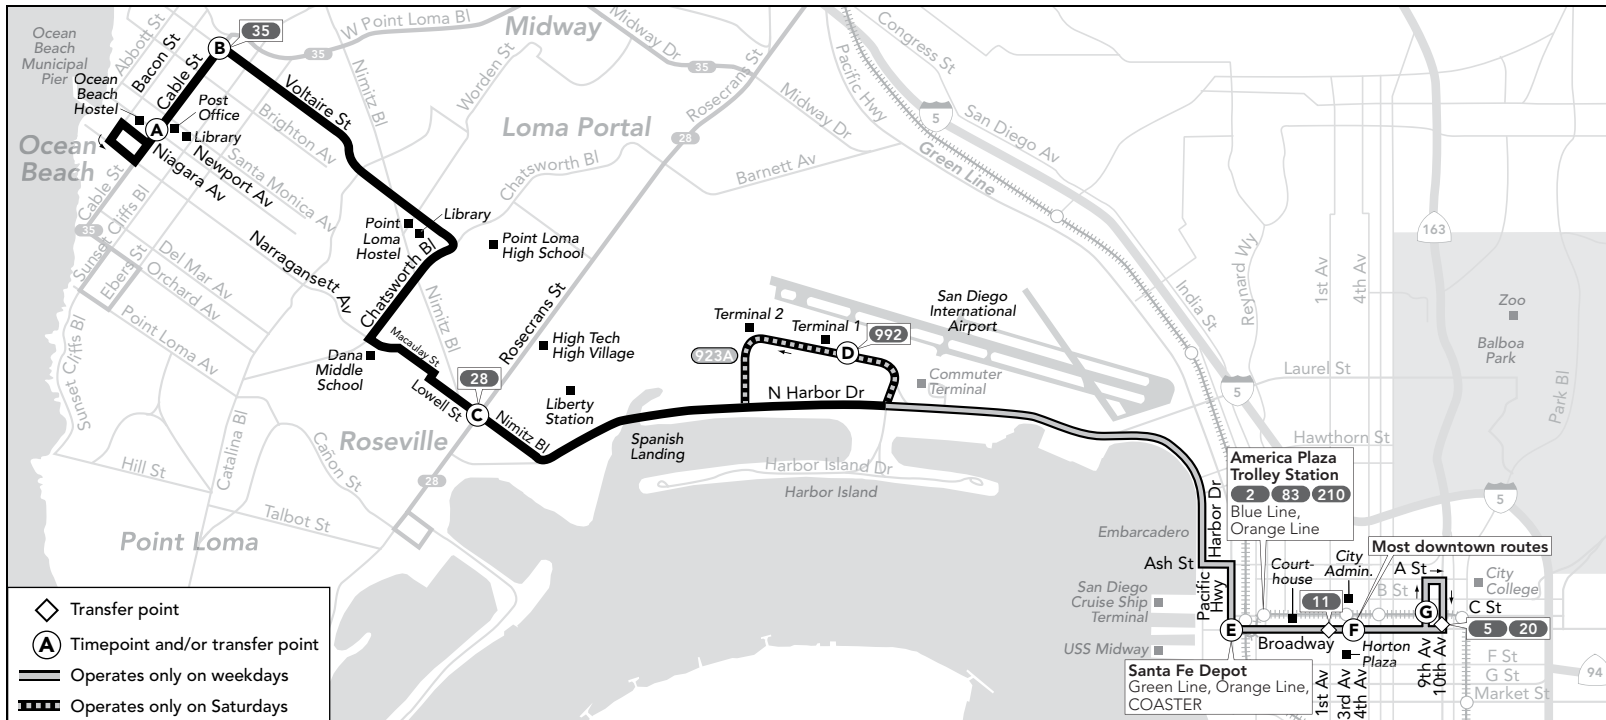 Ocean
Beach
Municipal
Pier
Abbott St
Bacon St
Cable St
B
35
W Point Loma Bl
35
Midway
Midway Dr
35
Rosecrans St
Pacific Hwy
Congress St
5
San Diego Av
Green Line
Ocean
Beach
Hostel
Post
Office
A
Library
Voltaire St
Nimitz Bl
Worden St
Loma Portal
28
Midway Dr
Barnett Av
Brighton Av
Santa Monica Av
Newport Av
Niagara Av
Ocean
Beach
Cable St
35
Sunset Cliffs Bl
Ebers St
Del Mar Av
Orchard Av
Point Loma Av
Narragansett Av
Sunset Cliffs Bl
Chatsworth Bl
Library
Point
Loma
Hostel
Point Loma
High School
Chatsworth Bl
Nimitz Bl
Macaulay St
Dana
Middle
School
Lowell St
28
C
Nimitz Bl
Rosecrans St
High Tech
High Village
Liberty
Station
Roseville
28
Catalina Bl
Cañon St
Hill St
Talbot St
Point Loma
Terminal 2
Terminal 1
D
992
923A
San Diego
International
Airport
Commuter
Terminal
N Harbor Dr
Spanish
Landing
Harbor Island Dr
Harbor Island
India St
Reynard Wy
1st Av
4th Av
163
Zoo
Balboa
Park
Park Bl
Laurel St
5
Hawthorn St
5
America Plaza
Trolley Station
2 83 210
Blue Line,
Orange Line
Embarcadero
Harbor Dr
Ash St
Pacific
Hwy
San Diego
Cruise Ship
Terminal
USS Midway
E
Broadway
Court-
house
City
Admin.
11
F
Horton
Plaza
Most downtown routes
A St
B St
G
C St
City
College
5 20
F St
G St
Market St
94
1st Av
3rd Av
4th Av
9th Av
10th Av
Santa Fe Depot
Green Line, Orange Line,
COASTER
Transfer point
A Timepoint and/or transfer point
Operates only on weekdays
Operates only on Saturdays